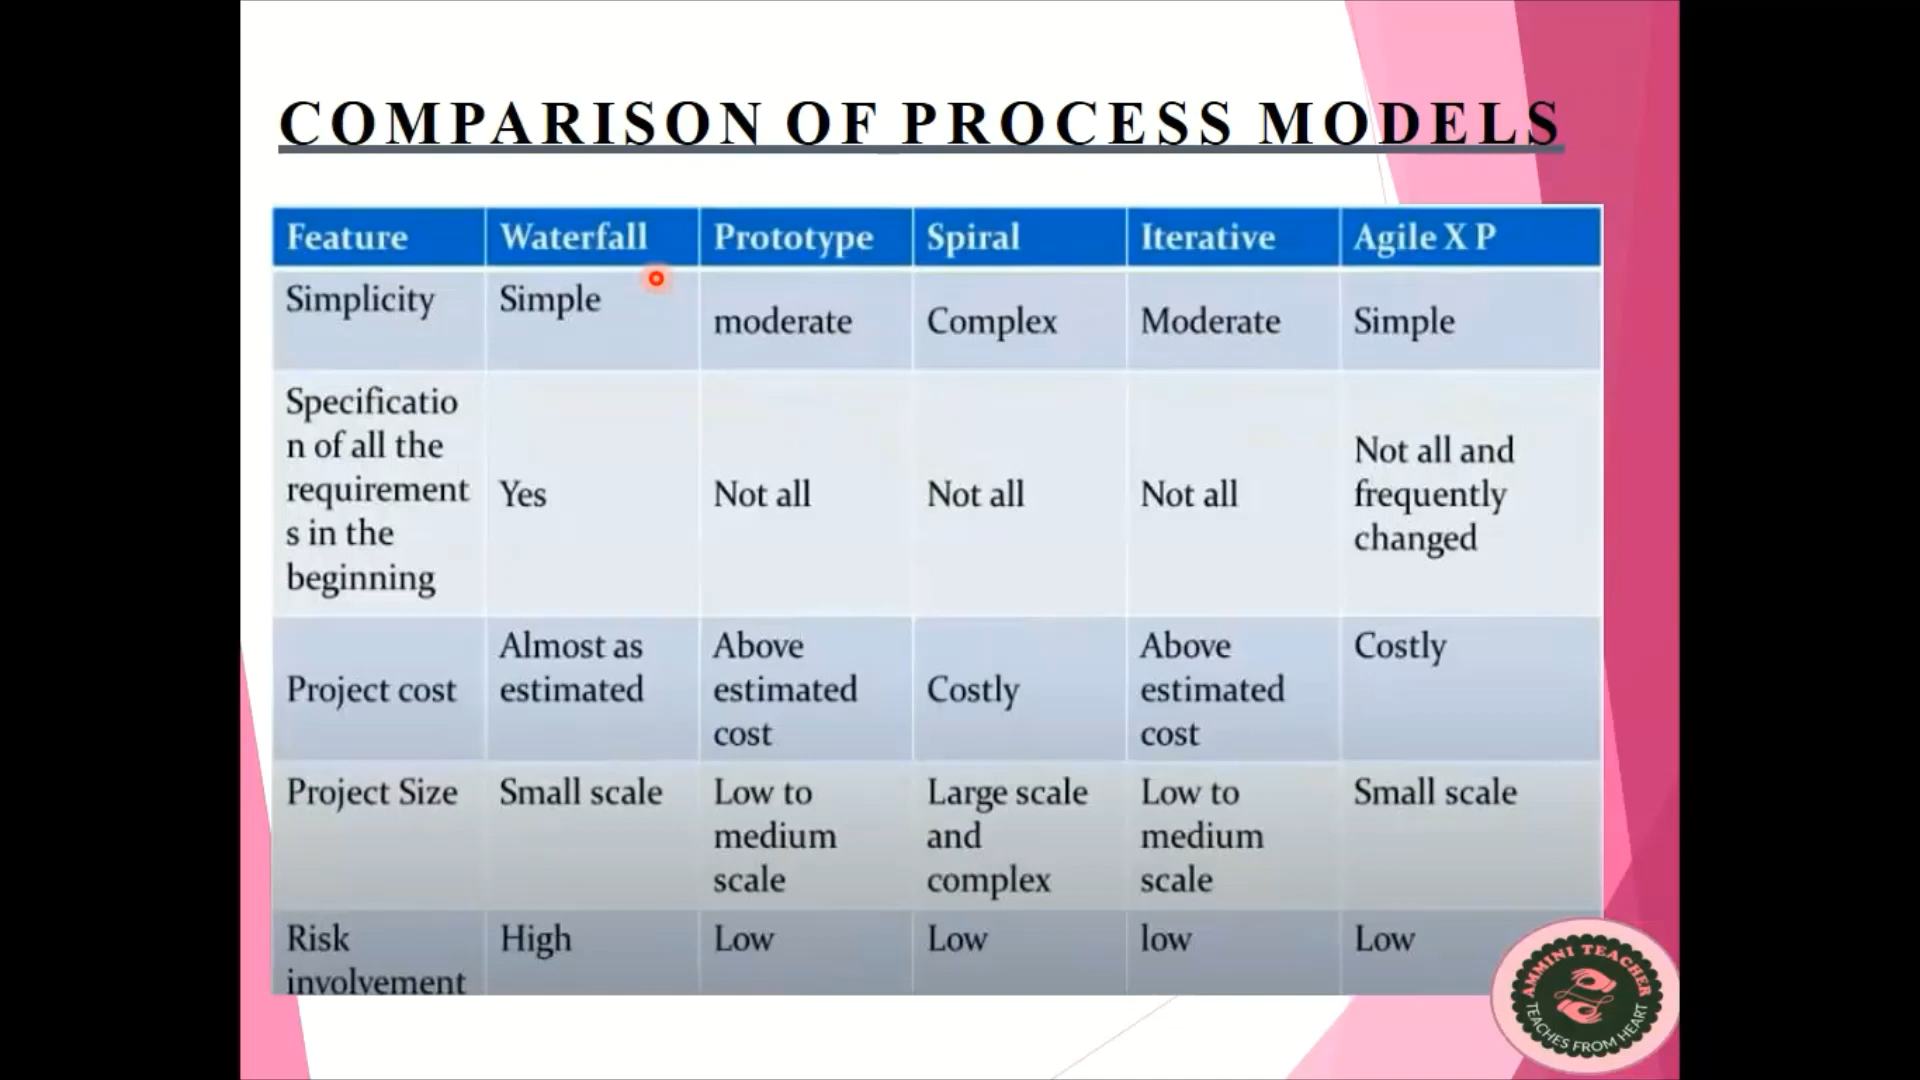 COMPARISON OF PROCESS MODELS
Feature Waterfall Prototype Spiral Iterative Agile X P
Simplicity Simple moderate Complex Moderate Simple
Specificatio
n of all the
requirement
s in the
beginning
Yes Not all Not all Not all
Not all and
frequently
changed
Project cost
Almost as
estimated
Above
estimated
cost
Costly
Above
estimated
cost
Costly
Project Size
Small scale
Low to
medium
scale
Large scale
and
complex
Low to
medium
scale
Small scale
Risk
involvement
High Low Low low Low
AMMINI TEACHER
TEACHES FROM HEART